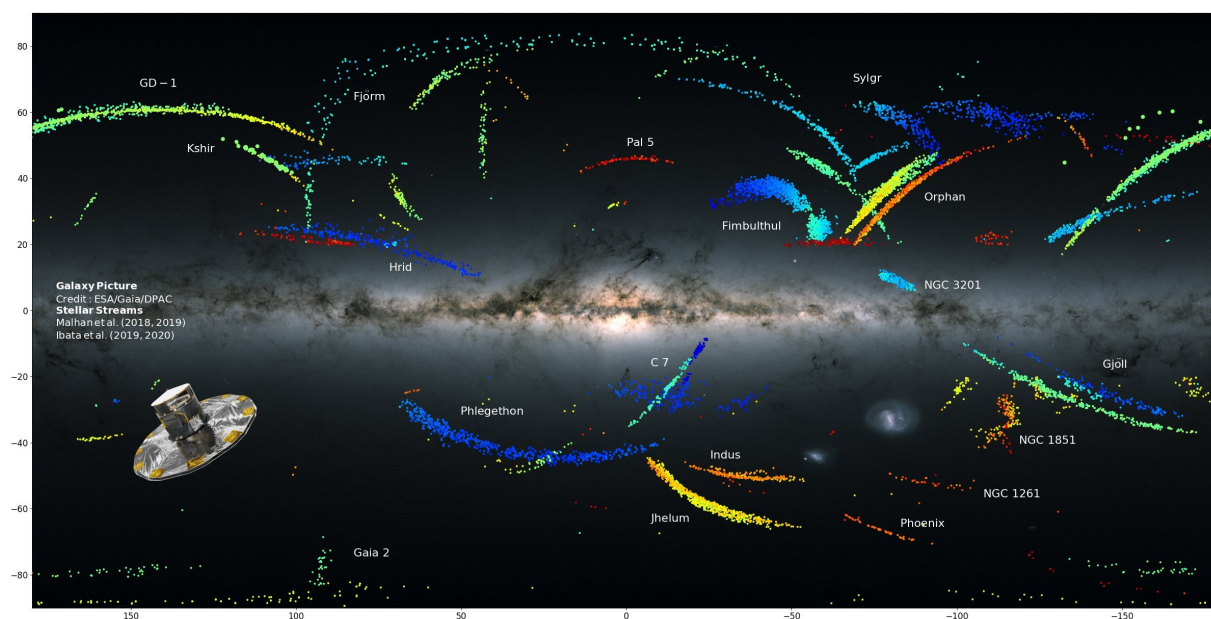 80
60
40
20
0
−20
−40
−60
−80
150
100
50
0
−50
−100
−150
GD − 1
Fjörm
Kshir
Pal 5
Sylgr
Orphan
Fimbulthul
Hrid
NGC 3201
Galaxy Picture
Credit : ESA/Gaia/DPAC
Stellar Streams
Malhan et al. (2018, 2019)
Ibata et al. (2019, 2020)
C 7
Gjöll
Phlegethon
NGC 1851
Indus
NGC 1261
Jhelum
Phoenix
Gaia 2